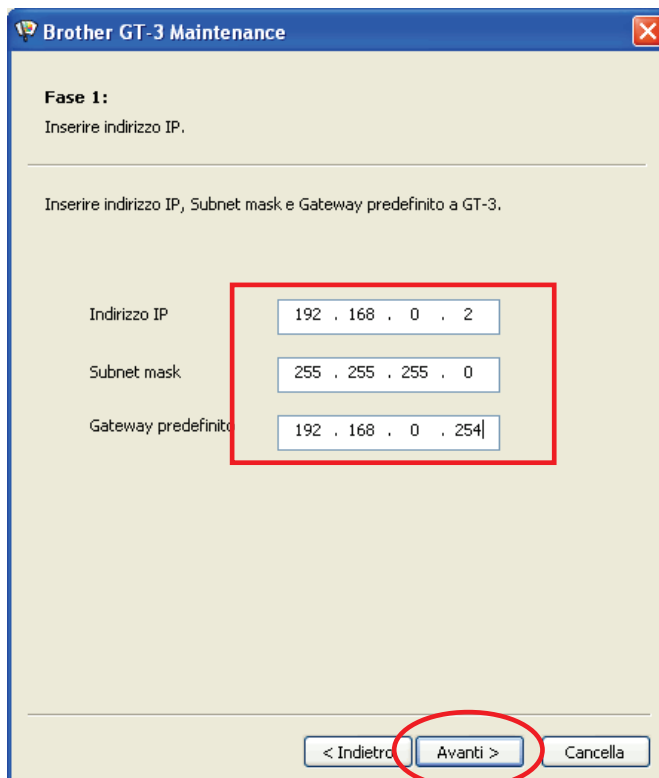 Brother GT-3 Maintenance
Fase 1:
Inserire indirizzo IP.
Inserire indirizzo IP, Subnet mask e Gateway predefinito a GT-3.
Indirizzo IP 192 . 168 . 0 . 2
Subnet mask 255 . 255 . 255 . 0
Gateway predefinito 192 . 168 . 0 . 254
< Indietro Avanti > Cancella